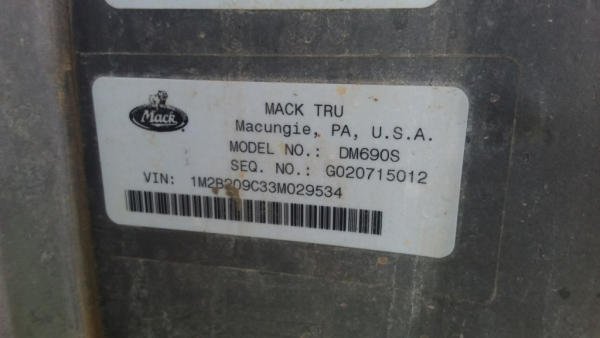 Mack
MACK TRU
Macungie, PA, U.S.A.
MODEL NO.: DM690S
SEQ. NO.: G020715012
VIN: 1M2B209C33M029534